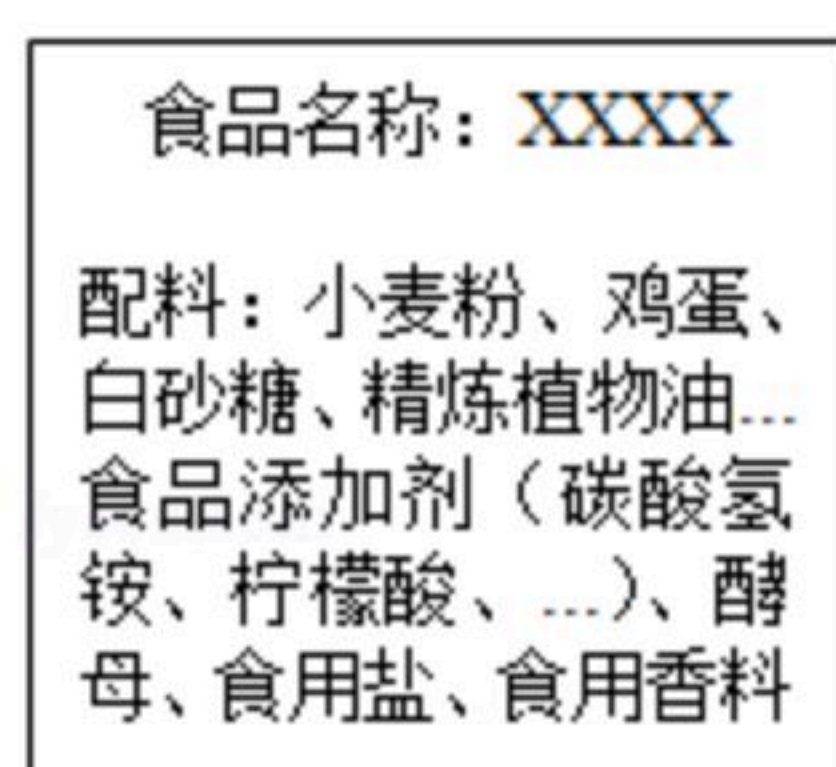 食品名称：XXXX
配料：小麦粉、鸡蛋、
白砂糖、精炼植物油…
食品添加剂（碳酸氢
铵、柠檬酸、…）、酵
母、食用盐、食用香料